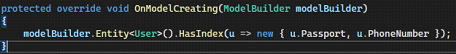 protected override void OnModelCreating(ModelBuilder modelBuilder)
{
modelBuilder.Entity<User>().HasIndex(u => new { u.Passport, u.PhoneNumber });
}